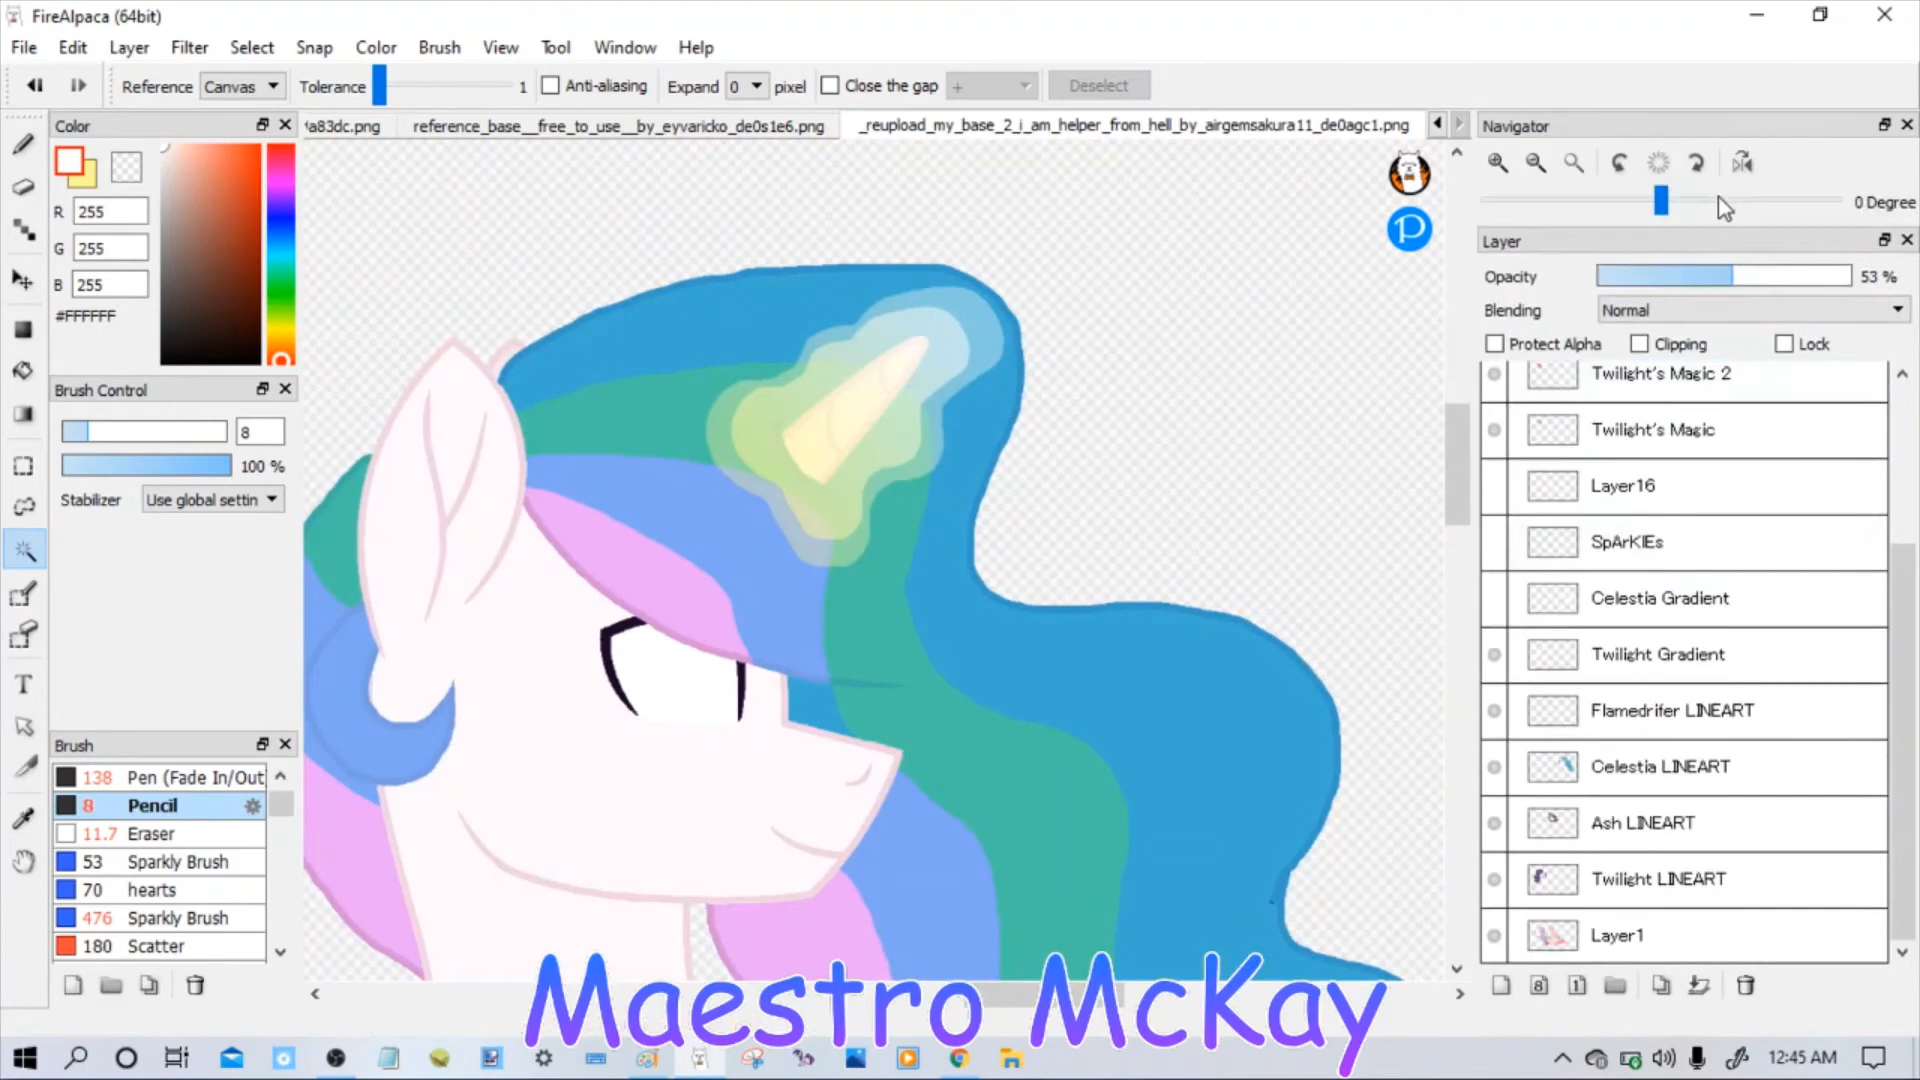 FireAlpaca (64bit)
File Edit Layer Filter Select Snap Color Brush View Tool Window Help
Reference Canvas Tolerance 1 Anti-aliasing Expand 0 pixel Close the gap + Deselect
Color
a83dc.png reference_base__free_to_use__by_eyvaricko_de0s1e6.png _reupload_my_base_2_i_am_helper_from_hell_by_airgemsakura11_de0agc1.png
Navigator
R 255
G 255
B 255
#FFFFFF
0 Degree
Layer
Opacity 53 %
Blending Normal
Protect Alpha Clipping Lock
Brush Control
8
100 %
Stabilizer Use global settin
Twilight's Magic 2
Twilight's Magic
Layer16
SpArKlEs
Celestia Gradient
Twilight Gradient
Flamedrifer LINEART
Celestia LINEART
Ash LINEART
Twilight LINEART
Layer1
Brush
138 Pen (Fade In/Out
8 Pencil
11.7 Eraser
53 Sparkly Brush
70 hearts
476 Sparkly Brush
180 Scatter
8 1
Maestro McKay
12:45 AM